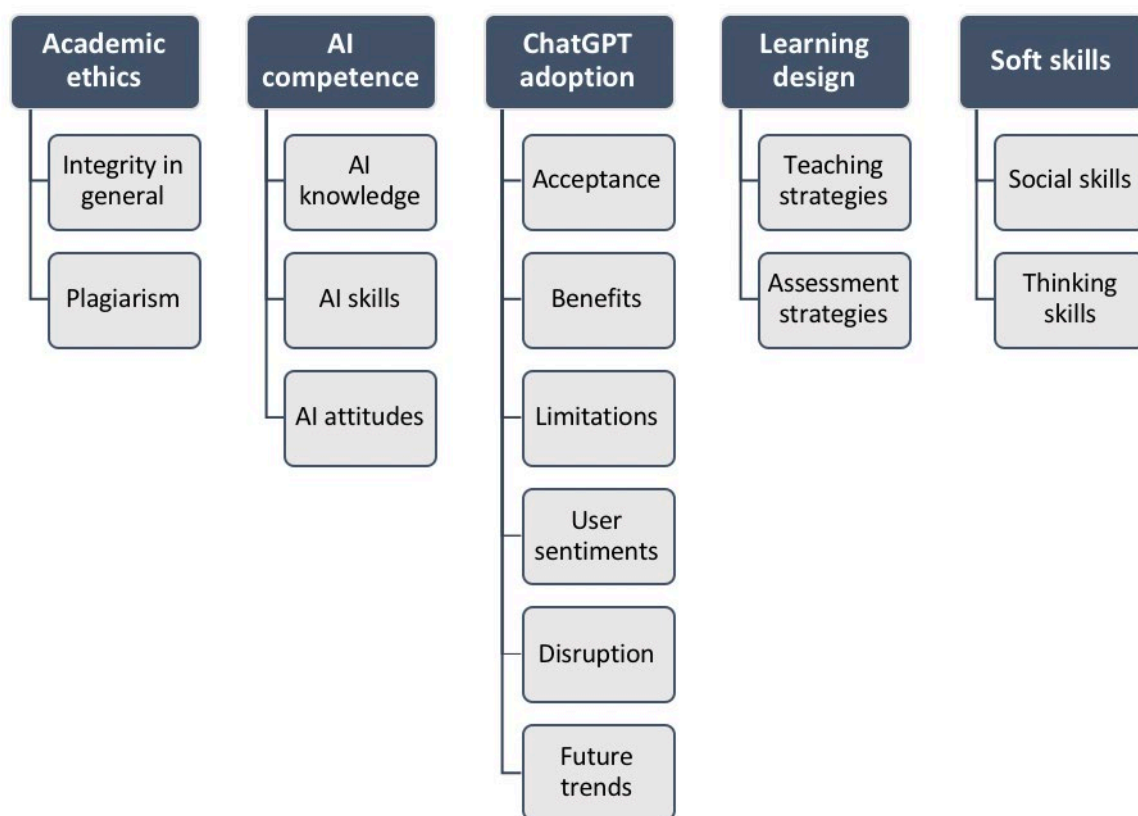 Academic
ethics
Integrity in
general
Plagiarism
AI
competence
AI
knowledge
AI skills
AI attitudes
ChatGPT
adoption
Acceptance
Benefits
Limitations
User
sentiments
Disruption
Future
trends
Learning
design
Teaching
strategies
Assessment
strategies
Soft skills
Social skills
Thinking
skills